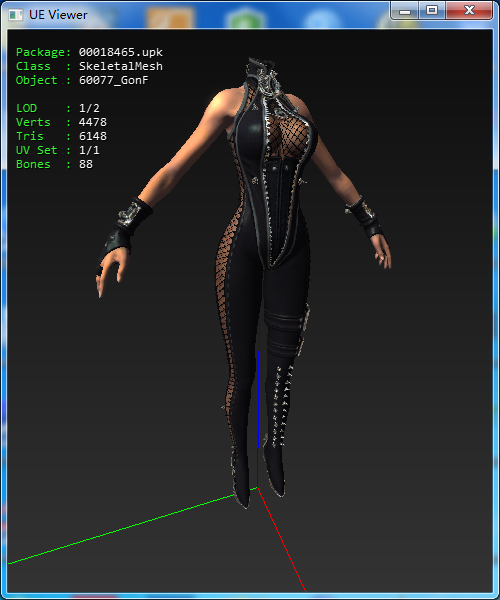 UE Viewer
Package: 00018465.upk
Class : SkeletalMesh
Object : 60077_GonF
LOD : 1/2
Verts : 4478
Tris : 6148
UV Set : 1/1
Bones : 88